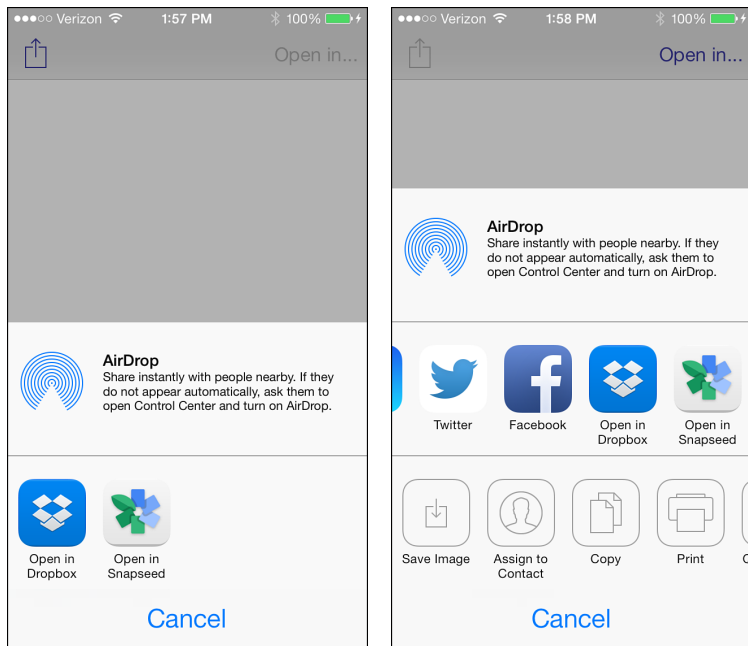 Verizon 1:57 PM 100%
Open in...
AirDrop
Share instantly with people nearby. If they
do not appear automatically, ask them to
open Control Center and turn on AirDrop.
Open in
Dropbox
Open in
Snapseed
Cancel
Verizon 1:58 PM 100%
Open in...
AirDrop
Share instantly with people nearby. If they
do not appear automatically, ask them to
open Control Center and turn on AirDrop.
Twitter
Facebook
Open in
Dropbox
Open in
Snapseed
Save Image
Assign to
Contact
Copy
Print
Cancel